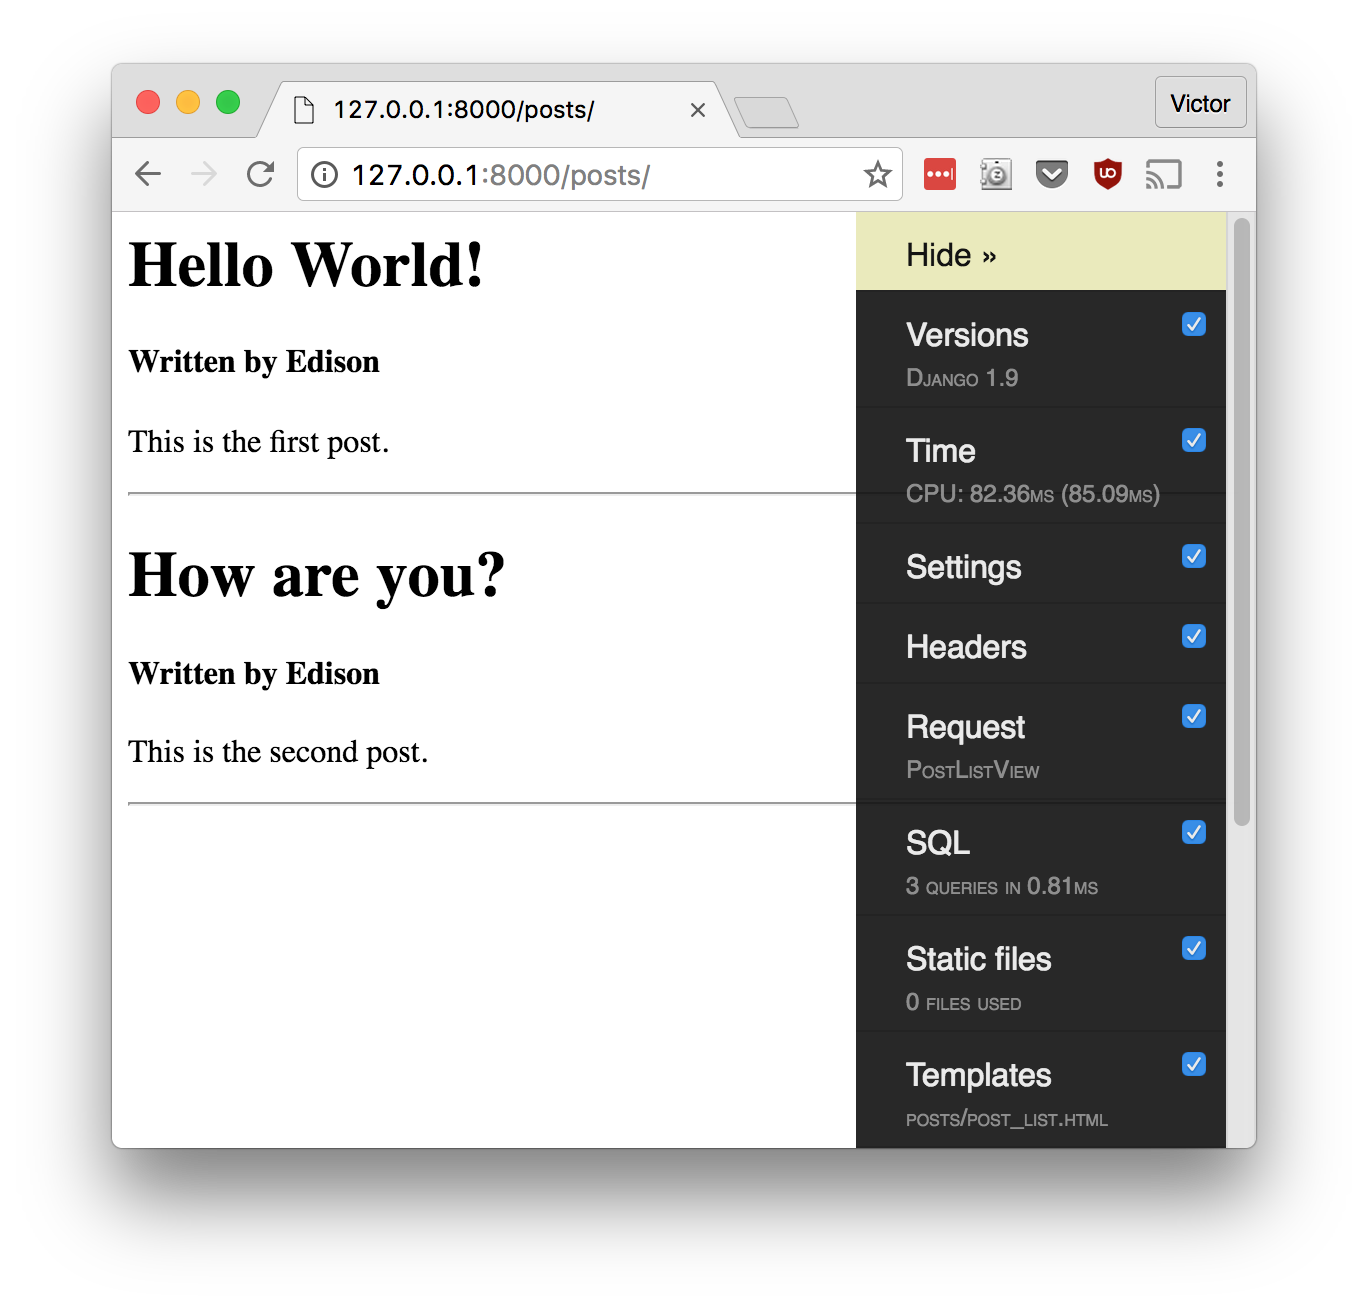 127.0.0.1:8000/posts/
Victor
127.0.0.1:8000/posts/
Hello World!
Written by Edison
This is the first post.
How are you?
Written by Edison
This is the second post.
Hide »
Versions
Django 1.9
Time
CPU: 82.36ms (85.09ms)
Settings
Headers
Request
PostListView
SQL
3 queries in 0.81ms
Static files
0 files used
Templates
posts/post_list.html